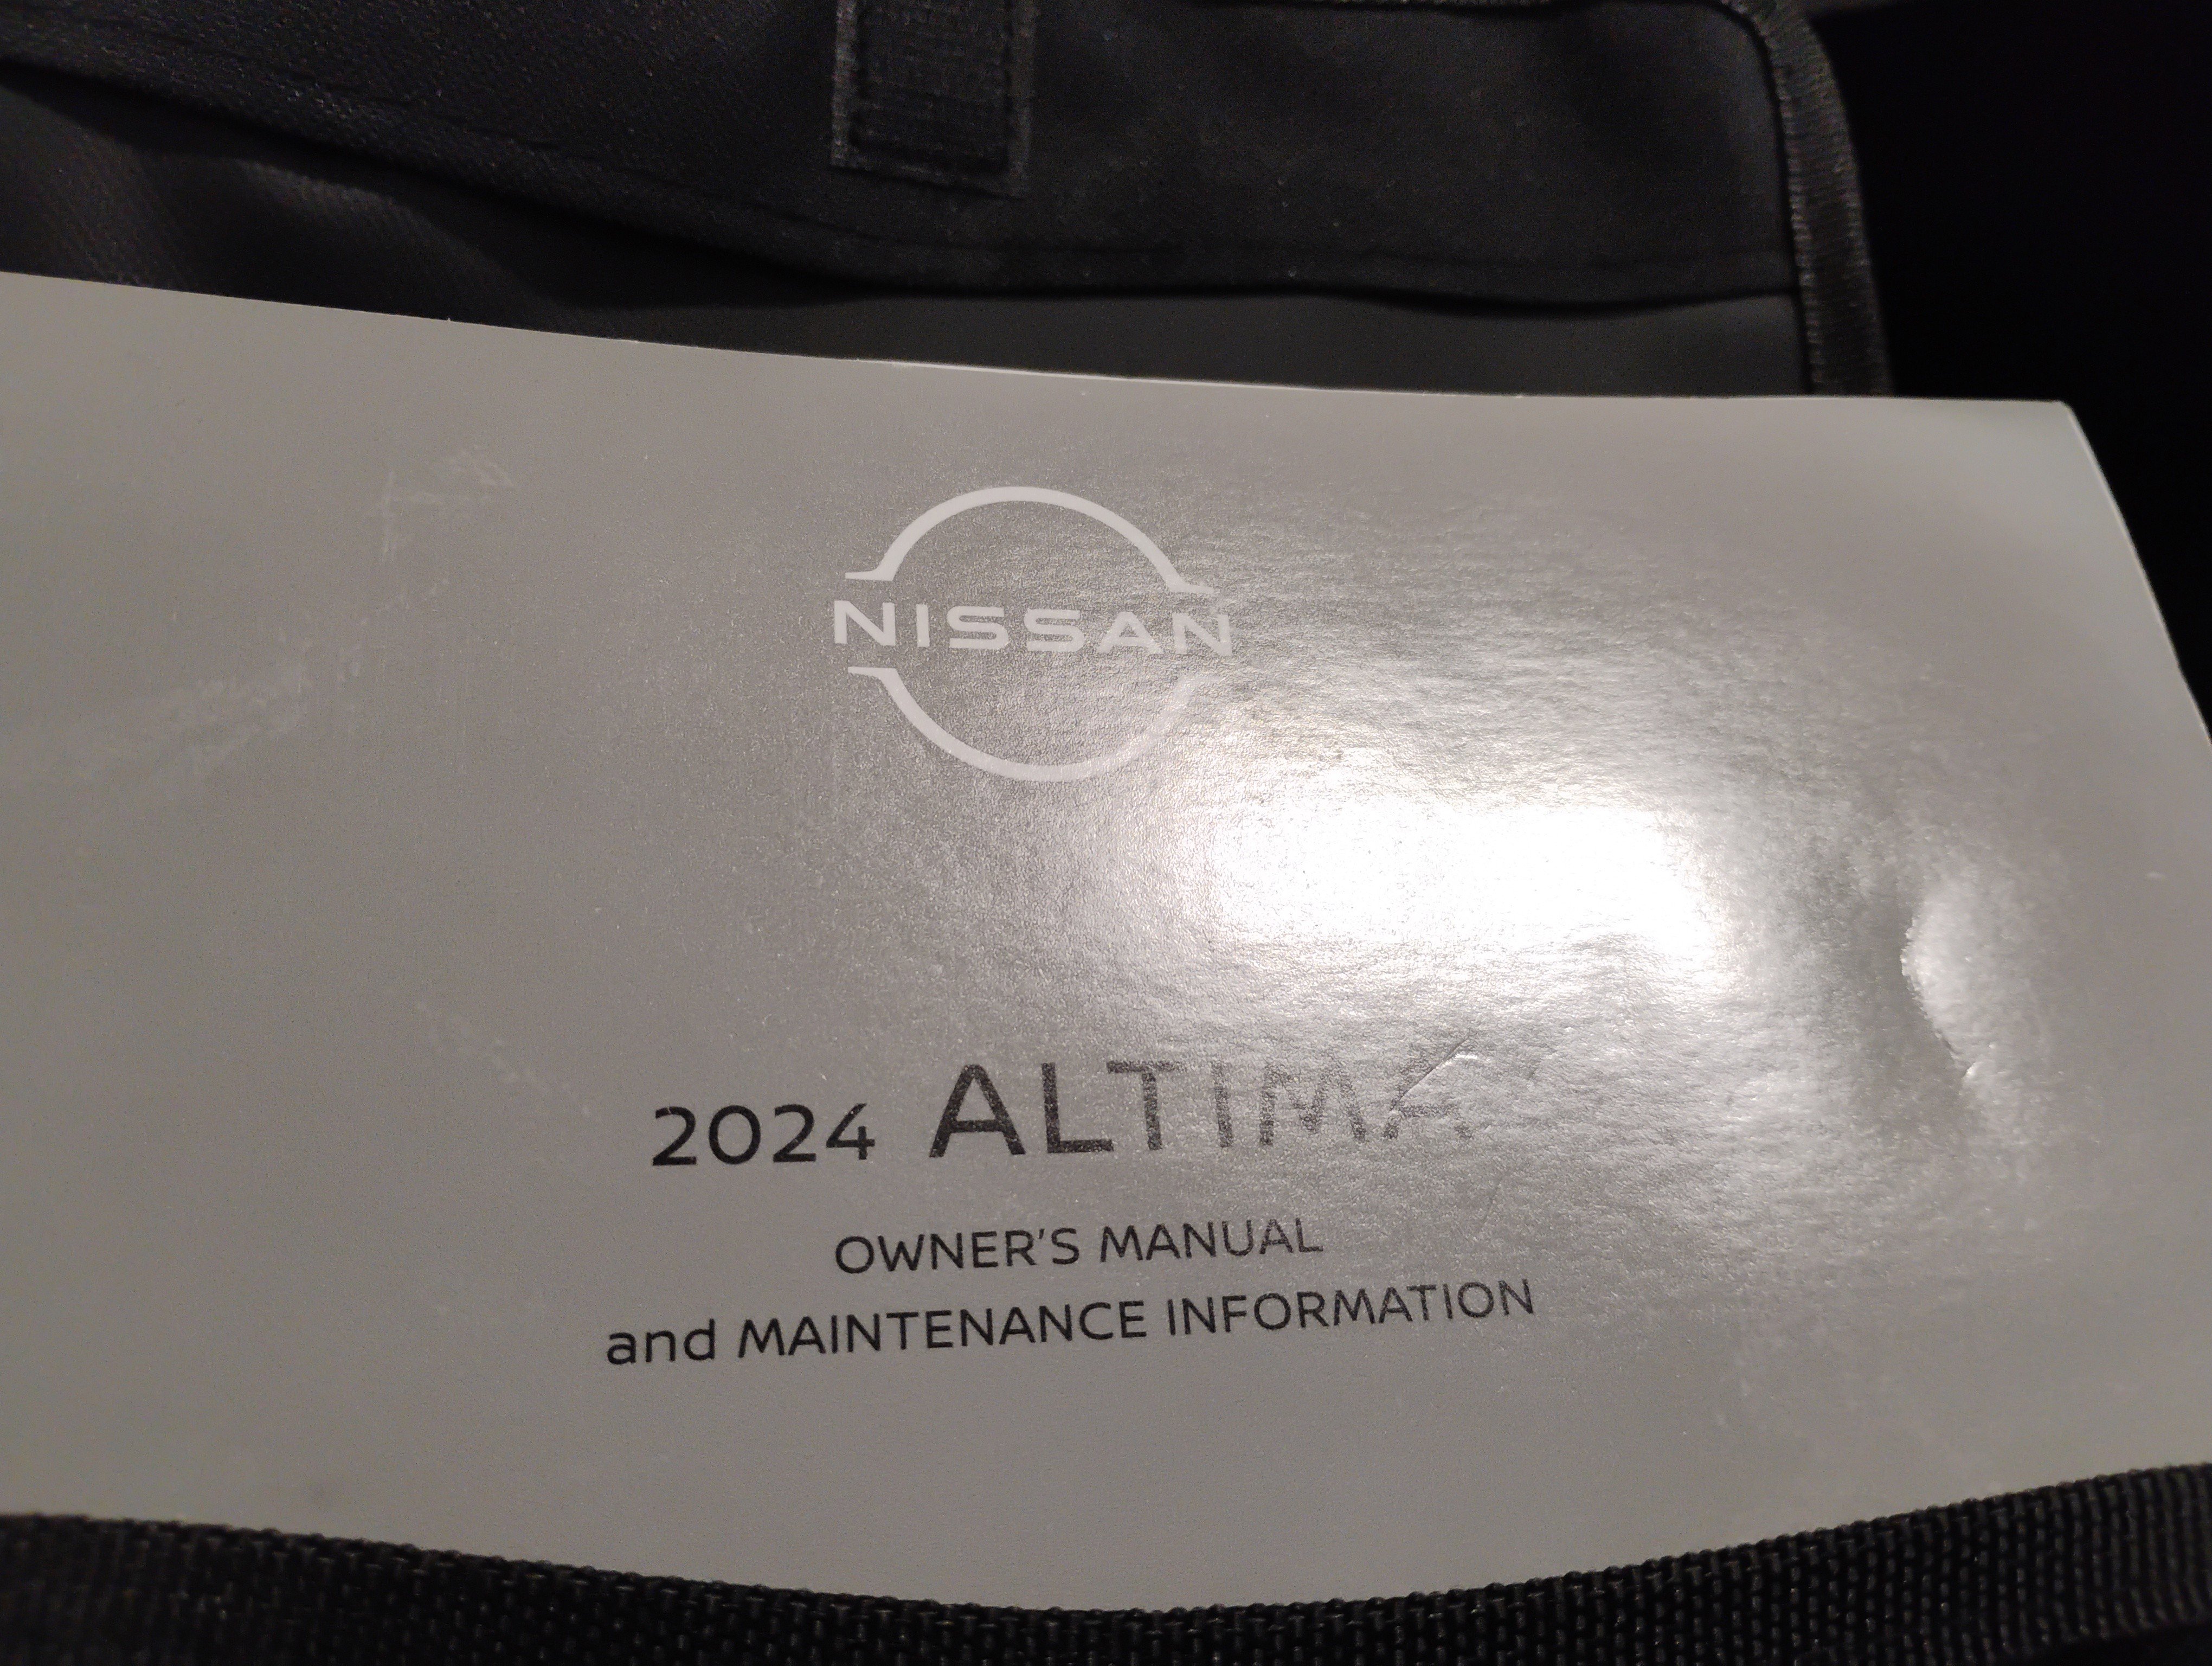 NISSAN
2024 ALTIMA
OWNER'S MANUAL
and MAINTENANCE INFORMATION